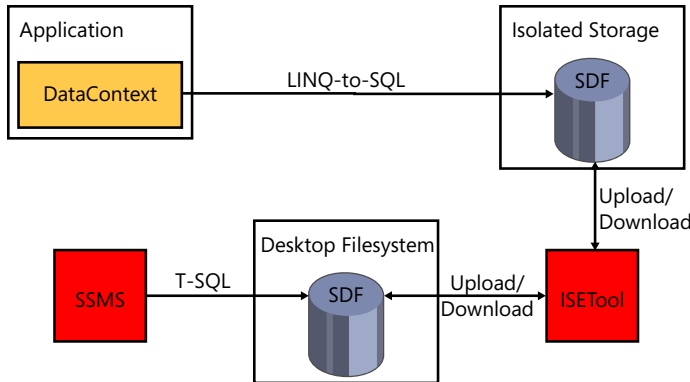 Application
Isolated Storage
DataContext
LINQ-to-SQL
SDF
Upload/
Download
Desktop Filesystem
SSMS
T-SQL
SDF
Upload/
Download
ISETool